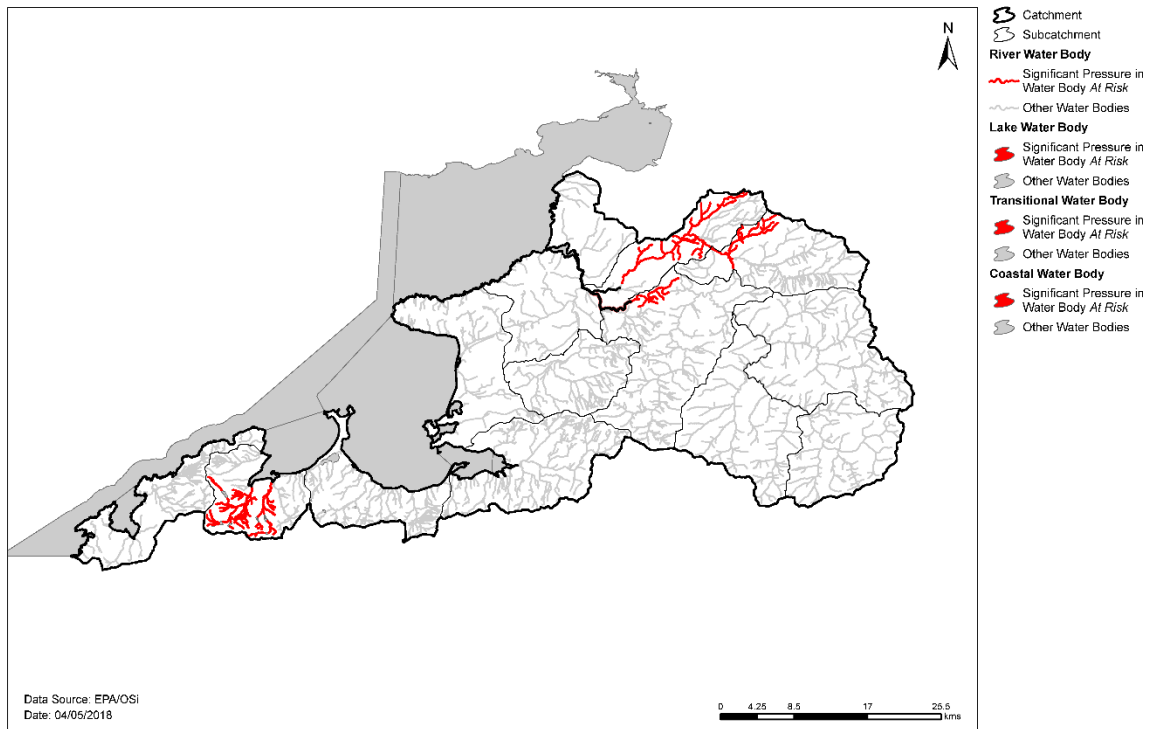 N
Catchment
Subcatchment
River Water Body
Significant Pressure in
Water Body At Risk
Other Water Bodies
Lake Water Body
Significant Pressure in
Water Body At Risk
Other Water Bodies
Transitional Water Body
Significant Pressure in
Water Body At Risk
Other Water Bodies
Coastal Water Body
Significant Pressure in
Water Body At Risk
Other Water Bodies
Data Source: EPA/OSi
Date: 04/05/2018
0 4.25 8.5 17 25.5
kms